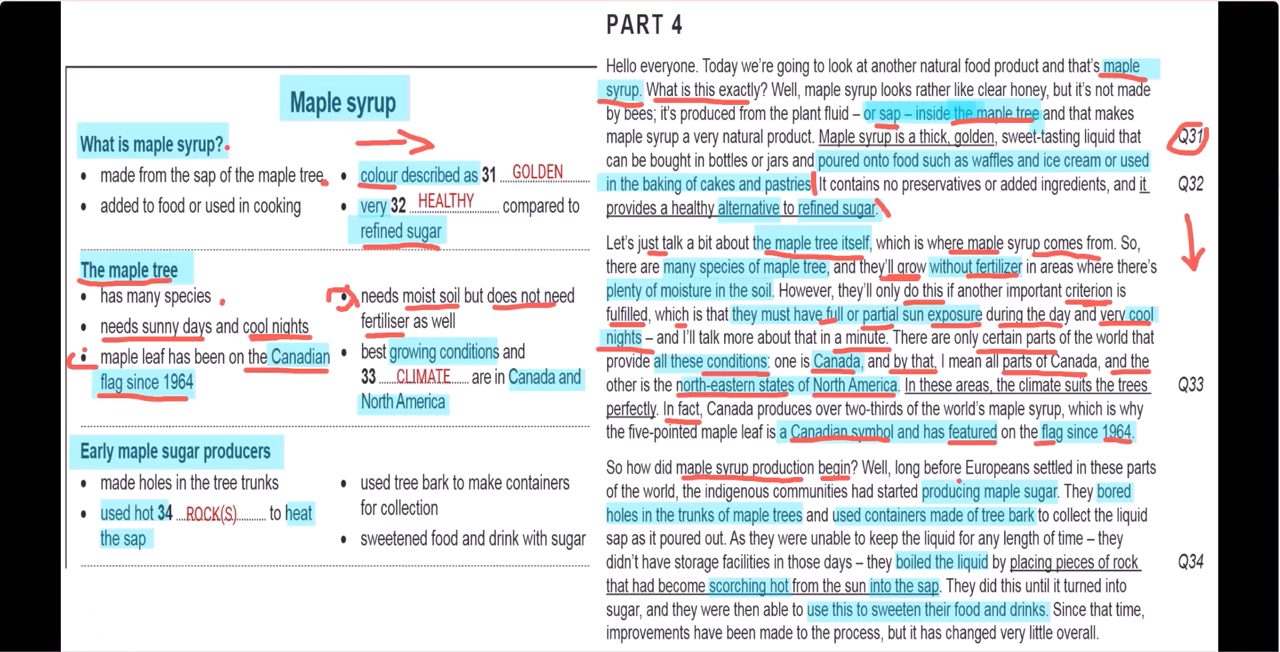 Maple syrup
What is maple syrup?
• made from the sap of the maple tree
• added to food or used in cooking
• colour described as 31 GOLDEN
• very 32 HEALTHY compared to
refined sugar
The maple tree
• has many species
• needs sunny days and cool nights
• maple leaf has been on the Canadian
flag since 1964
• needs moist soil but does not need
fertiliser as well
• best growing conditions and
33 CLIMATE are in Canada and
North America
Early maple sugar producers
• made holes in the tree trunks
• used hot 34 ROCK(S) to heat
the sap
• used tree bark to make containers
for collection
• sweetened food and drink with sugar
PART 4
Hello everyone. Today we're going to look at another natural food product and that's maple
syrup. What is this exactly? Well, maple syrup looks rather like clear honey, but it's not made
by bees; it's produced from the plant fluid – or sap – inside the maple tree and that makes
maple syrup a very natural product. Maple syrup is a thick, golden, sweet-tasting liquid that Q31
can be bought in bottles or jars and poured onto food such as waffles and ice cream or used
in the baking of cakes and pastries. It contains no preservatives or added ingredients, and it Q32
provides a healthy alternative to refined sugar.
Let's just talk a bit about the maple tree itself, which is where maple syrup comes from. So,
there are many species of maple tree, and they'll grow without fertilizer in areas where there's
plenty of moisture in the soil. However, they'll only do this if another important criterion is
fulfilled, which is that they must have full or partial sun exposure during the day and very cool
nights – and I'll talk more about that in a minute. There are only certain parts of the world that
provide all these conditions: one is Canada, and by that, I mean all parts of Canada, and the
other is the north-eastern states of North America. In these areas, the climate suits the trees Q33
perfectly. In fact, Canada produces over two-thirds of the world's maple syrup, which is why
the five-pointed maple leaf is a Canadian symbol and has featured on the flag since 1964.
So how did maple syrup production begin? Well, long before Europeans settled in these parts
of the world, the indigenous communities had started producing maple sugar. They bored
holes in the trunks of maple trees and used containers made of tree bark to collect the liquid
sap as it poured out. As they were unable to keep the liquid for any length of time – they
didn't have storage facilities in those days – they boiled the liquid by placing pieces of rock Q34
that had become scorching hot from the sun into the sap. They did this until it turned into
sugar, and they were then able to use this to sweeten their food and drinks. Since that time,
improvements have been made to the process, but it has changed very little overall.